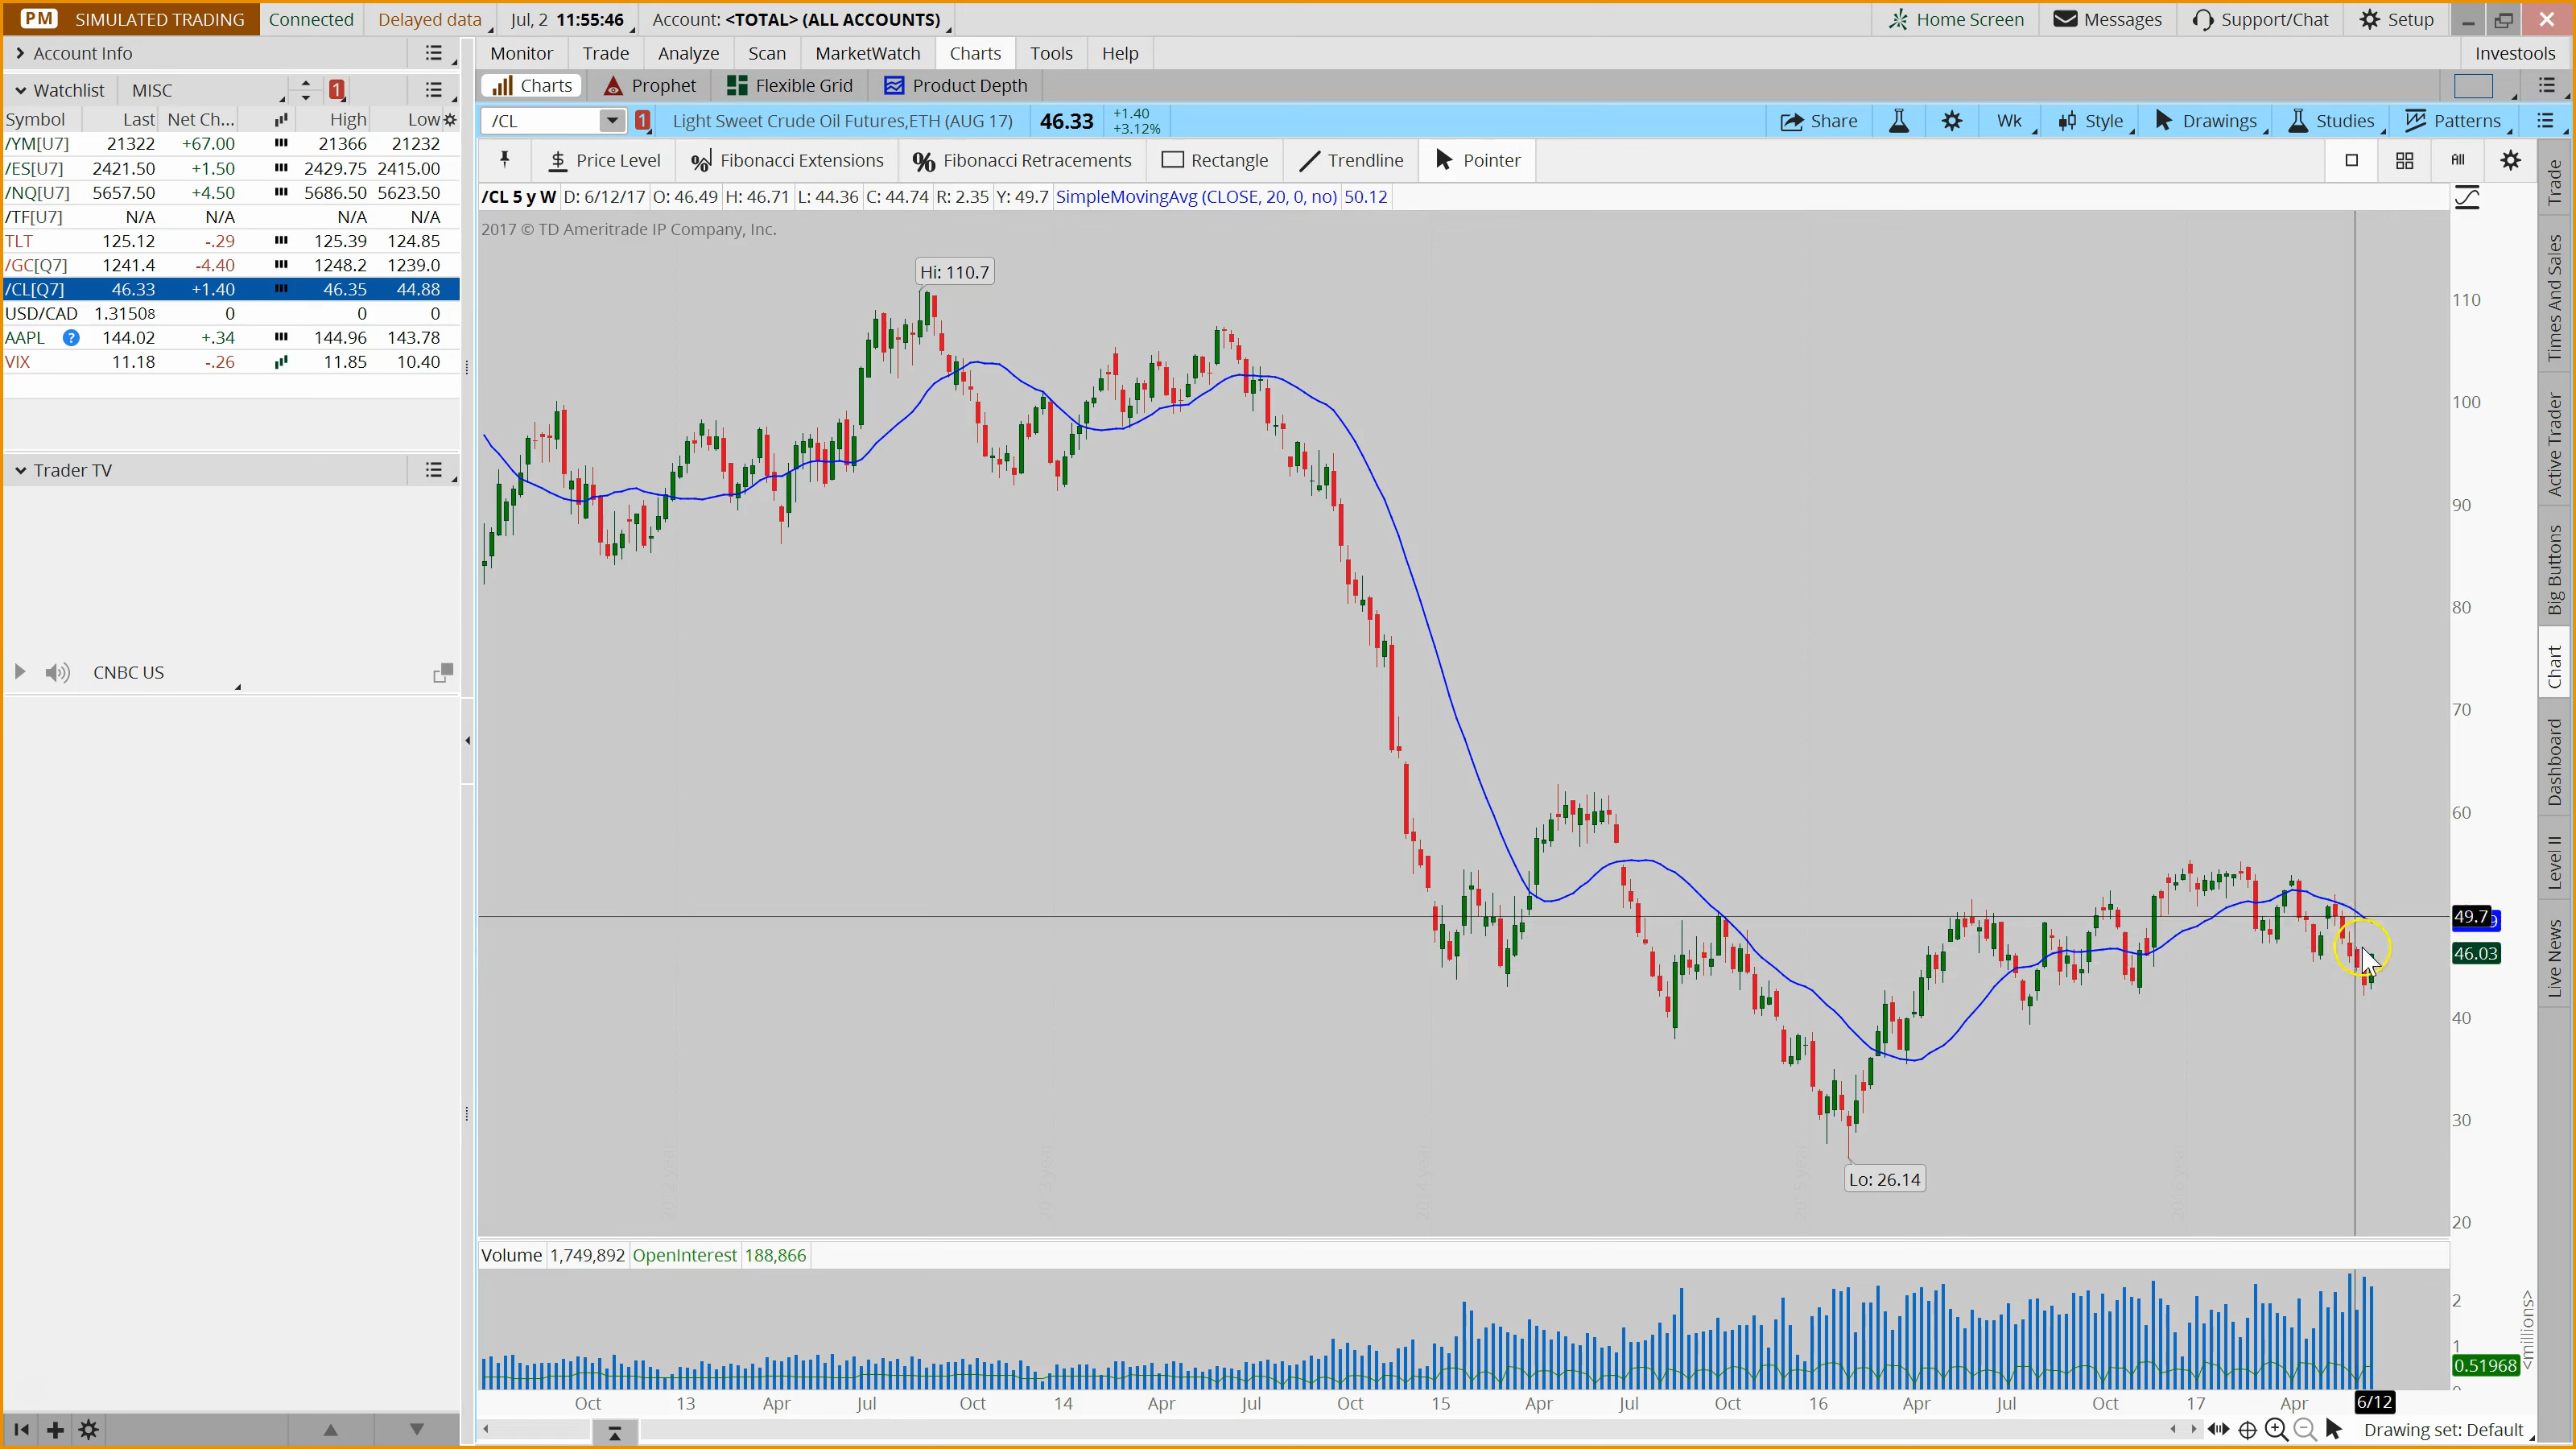 PM SIMULATED TRADING Connected Delayed data Jul, 2 11:55:46 Account: <TOTAL> (ALL ACCOUNTS) Home Screen Messages Support/Chat Setup
Account Info
Monitor Trade Analyze Scan MarketWatch Charts Tools Help Investools
Watchlist MISC 1
Charts Prophet Flexible Grid Product Depth
Symbol Last Net Ch... High Low
/YM[U7] 21322 +67.00 21366 21232
/ES[U7] 2421.50 +1.50 2429.75 2415.00
/NQ[U7] 5657.50 +4.50 5686.50 5623.50
/TF[U7] N/A N/A N/A N/A
TLT 125.12 -.29 125.39 124.85
/GC[Q7] 1241.4 -4.40 1248.2 1239.0
/CL[Q7] 46.33 +1.40 46.35 44.88
USD/CAD 1.31508 0 0 0
AAPL ? 144.02 +.34 144.96 143.78
VIX 11.18 -.26 11.85 10.40
Trader TV
CNBC US
/CL 1 Light Sweet Crude Oil Futures,ETH (AUG 17) 46.33 +1.40 +3.12% Share Wk Style Drawings Studies Patterns
$ Price Level Fibonacci Extensions Fibonacci Retracements Rectangle Trendline Pointer All
/CL 5 y W D: 6/12/17 O: 46.49 H: 46.71 L: 44.36 C: 44.74 R: 2.35 Y: 49.7 SimpleMovingAvg (CLOSE, 20, 0, no) 50.12
2017 © TD Ameritrade IP Company, Inc.
Hi: 110.7
110
100
90
80
70
60
49.7
46.03
40
30
20
Lo: 26.14
Volume 1,749,892 OpenInterest 188,866
2
1
0.51968
<millions>
Oct 13 Apr Jul Oct 14 Apr Jul Oct 15 Apr Jul Oct 16 Apr Jul Oct 17 Apr 6/12
Drawing set: Default
Trade
Times And Sales
Active Trader
Big Buttons
Chart
Dashboard
Level II
Live News